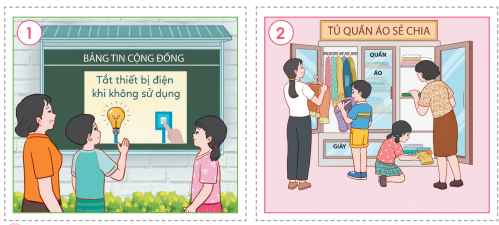 1
BẢNG TIN CỘNG ĐỒNG
Tắt thiết bị điện
khi không sử dụng
2
TỦ QUẦN ÁO SẺ CHIA
QUẦN
ÁO
GIÀY